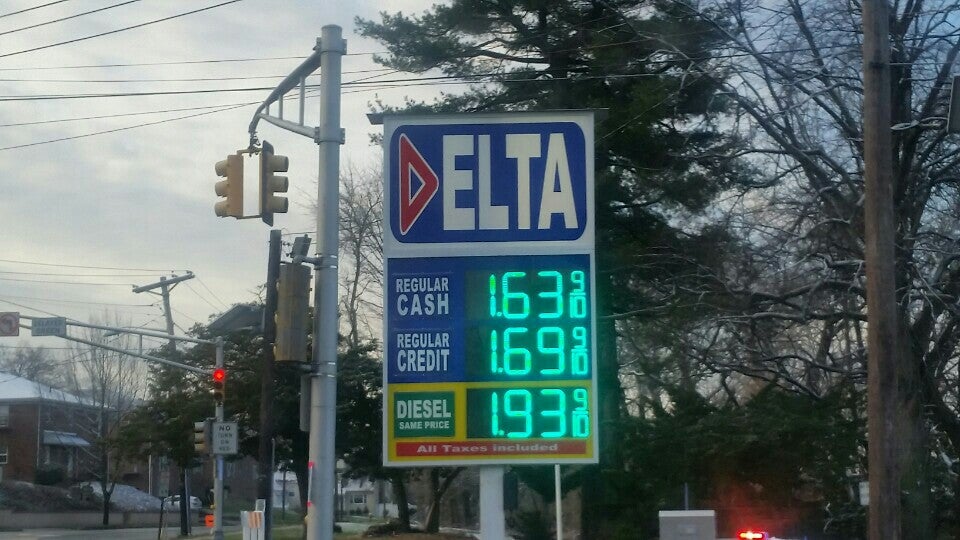 DELTA
REGULAR
CASH
1.63 9/10
REGULAR
CREDIT
1.69 9/10
DIESEL
SAME PRICE
1.93 9/10
All Taxes included
NO
TURN
ON
RED